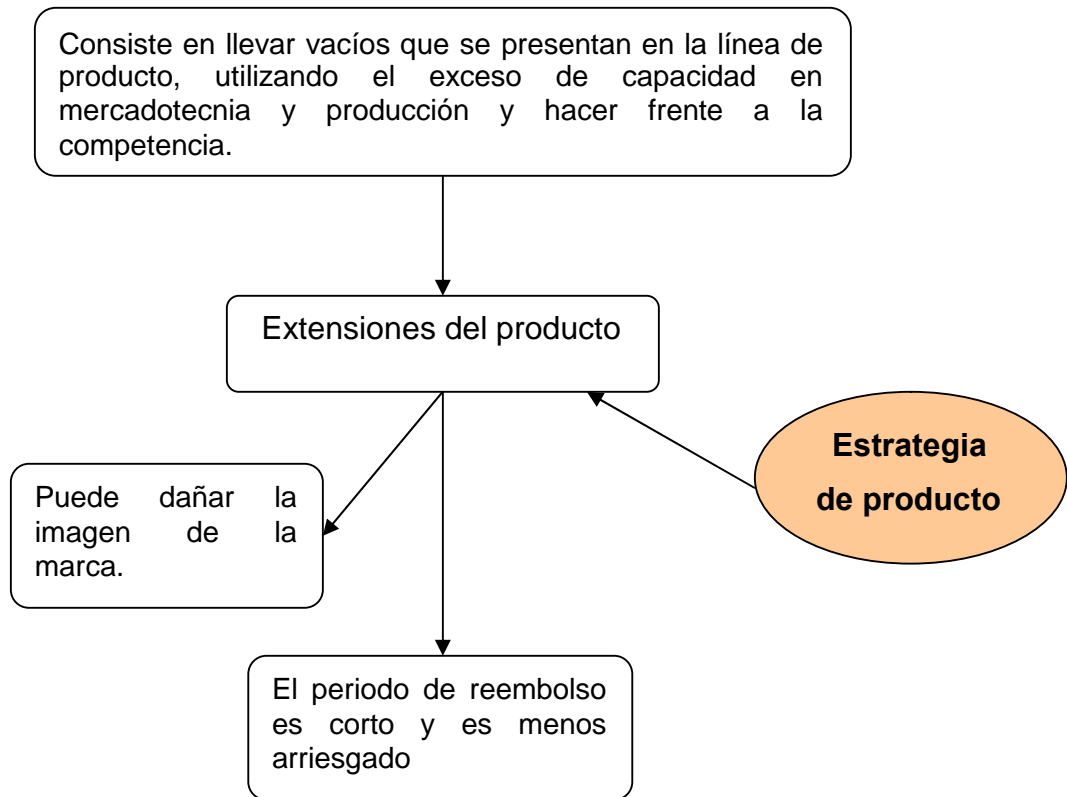 Consiste en llevar vacíos que se presentan en la línea de
producto, utilizando el exceso de capacidad en
mercadotecnia y producción y hacer frente a la
competencia.
Extensiones del producto
Estrategia
de producto
Puede dañar la
imagen de la
marca.
El periodo de reembolso
es corto y es menos
arriesgado